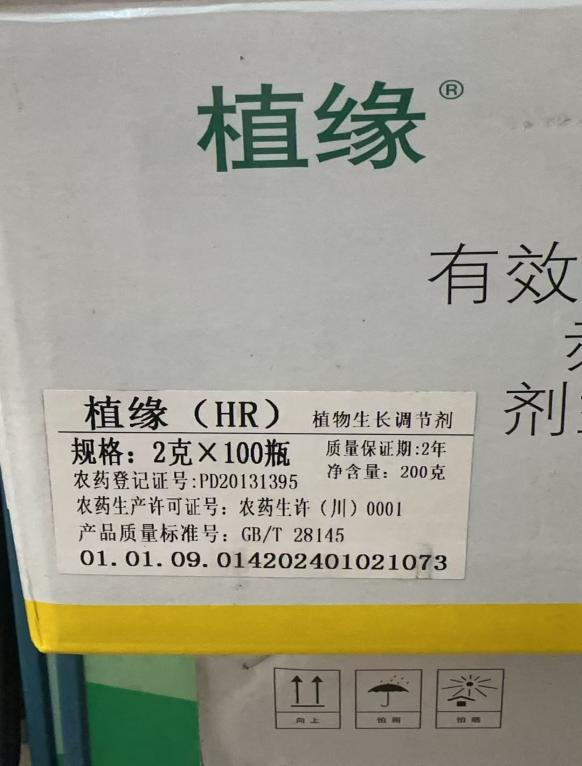 植缘®
有效
剂
植缘（HR） 植物生长调节剂
规格：2克×100瓶 质量保证期:2年
净含量：200克
农药登记证号:PD20131395
农药生产许可证号：农药生许（川）0001
产品质量标准号：GB/T 28145
01.01.09.014202401021073
向上 怕雨 怕晒